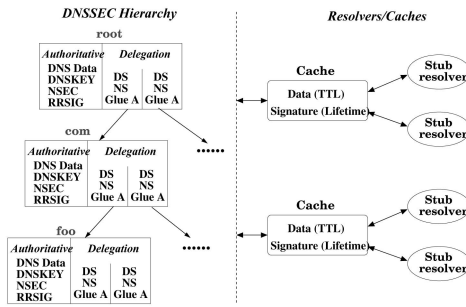 DNSSEC Hierarchy
Resolvers/Caches
root
Authoritative Delegation
DNS Data
DNSKEY
NSEC
RRSIG
DS DS
NS NS
Glue A Glue A
......
com
Authoritative Delegation
DNS Data
DNSKEY
NSEC
RRSIG
DS DS
NS NS
Glue A Glue A
......
foo
Authoritative Delegation
DNS Data
DNSKEY
NSEC
RRSIG
DS DS
NS NS
Glue A Glue A
Cache
Data (TTL)
Signature (Lifetime)
Stub
resolver
Stub
resolver
Cache
Data (TTL)
Signature (Lifetime)
Stub
resolver
Stub
resolver